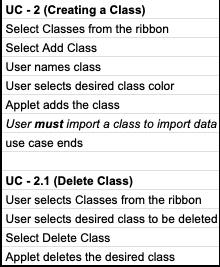 UC - 2 (Creating a Class)
Select Classes from the ribbon
Select Add Class
User names class
User selects desired class color
Applet adds the class
User must import a class to import data
use case ends
UC - 2.1 (Delete Class)
User selects Classes from the ribbon
User selects desired class to be deleted
Select Delete Class
Applet deletes the desired class